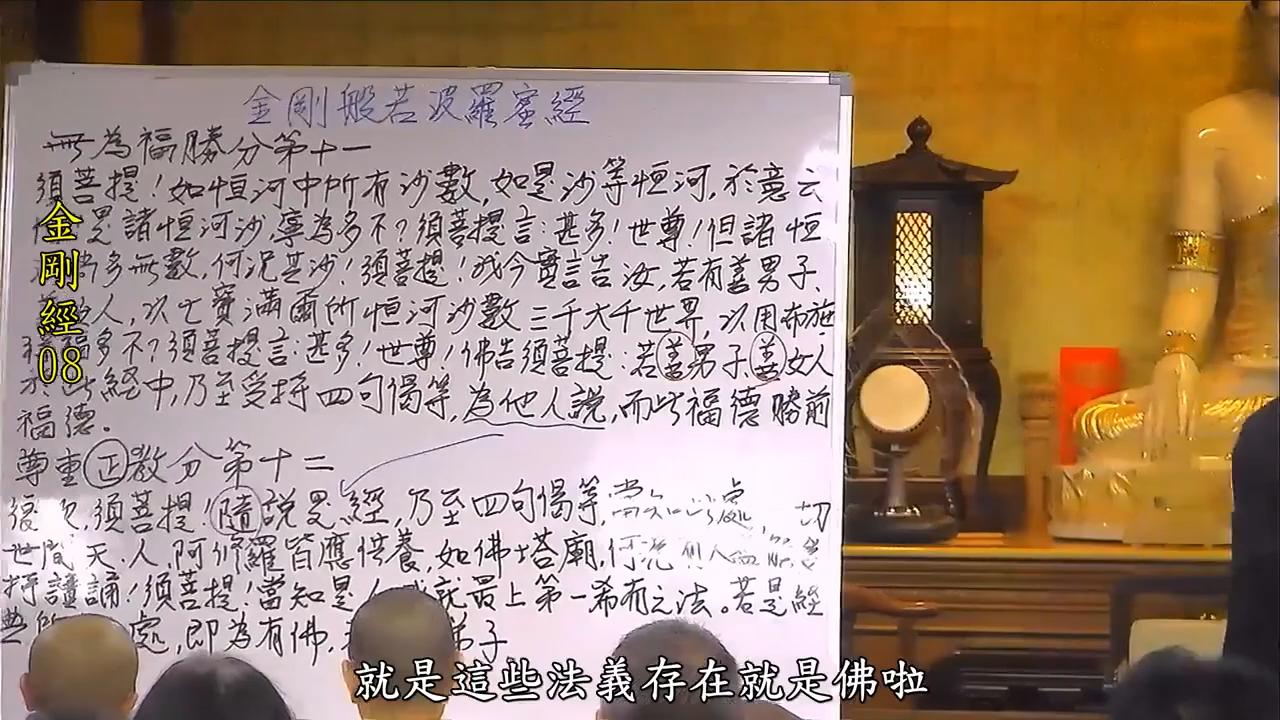 金剛般若波羅蜜經
無為福勝分第十一
須菩提!如恒河中所有沙數,如是沙等恒河,於意云
是諸恒河沙寧為多不?須菩提言:甚多!世尊!但諸恒
多無數,何況其沙!須菩提!我今實言告汝,若有善男子、
人,以七寶滿爾所恒河沙數三千大千世界,以用布施,
福多不?須菩提言:甚多!世尊!佛告須菩提:若善男子善女人
於此經中,乃至受持四句偈等,為他人說,而此福德勝前
福德。
尊重正教分第十二
復次,須菩提!隨說是經,乃至四句偈等,當知此處,一切
世間天、人、阿修羅皆應供養,如佛塔廟,何況有人盡能受
持讀誦!須菩提!當知是人成就最上第一希有之法。若是經
典所處,即為有佛,弟子
金剛經08
就是這些法義存在就是佛啦